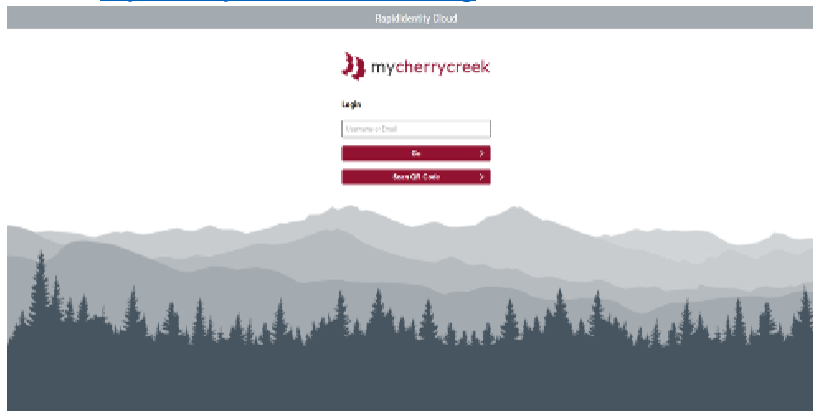 RapidIdentity Cloud
mycherrycreek
Login
Username or Email
Go
Scan QR Code